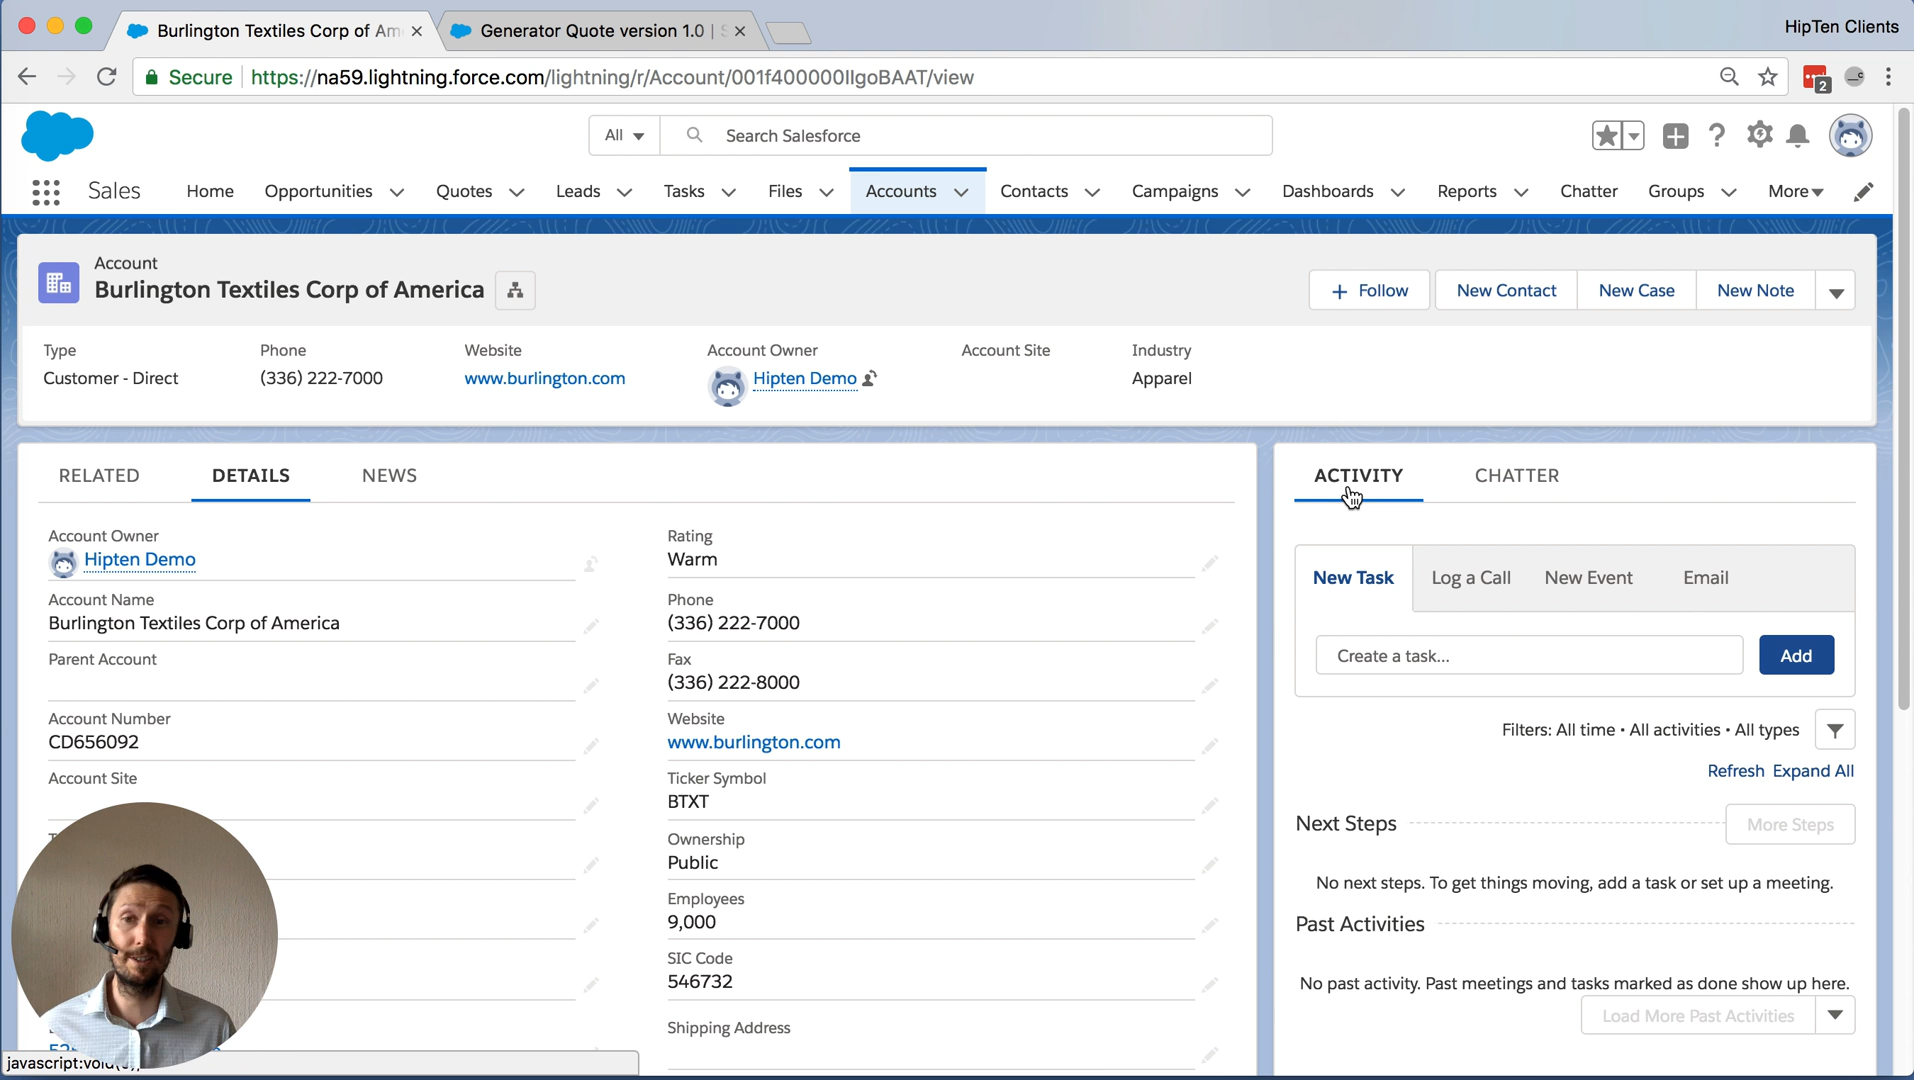 Burlington Textiles Corp of Am
Generator Quote version 1.0 | S
HipTen Clients
Secure
https://na59.lightning.force.com/lightning/r/Account/001f400000IIgoBAAT/view
2
All
Search Salesforce
Sales
Home
Opportunities
Quotes
Leads
Tasks
Files
Accounts
Contacts
Campaigns
Dashboards
Reports
Chatter
Groups
More
Account
Burlington Textiles Corp of America
+ Follow
New Contact
New Case
New Note
Type
Phone
Website
Account Owner
Account Site
Industry
Customer - Direct
(336) 222-7000
www.burlington.com
Hipten Demo
Apparel
RELATED
DETAILS
NEWS
Account Owner
Hipten Demo
Rating
Warm
Account Name
Burlington Textiles Corp of America
Phone
(336) 222-7000
Parent Account
Fax
(336) 222-8000
Account Number
CD656092
Website
www.burlington.com
Account Site
Ticker Symbol
BTXT
Ownership
Public
Employees
9,000
SIC Code
546732
Shipping Address
ACTIVITY
CHATTER
New Task
Log a Call
New Event
Email
Create a task...
Add
Filters: All time • All activities • All types
Refresh
Expand All
Next Steps
More Steps
No next steps. To get things moving, add a task or set up a meeting.
Past Activities
No past activity. Past meetings and tasks marked as done show up here.
Load More Past Activities